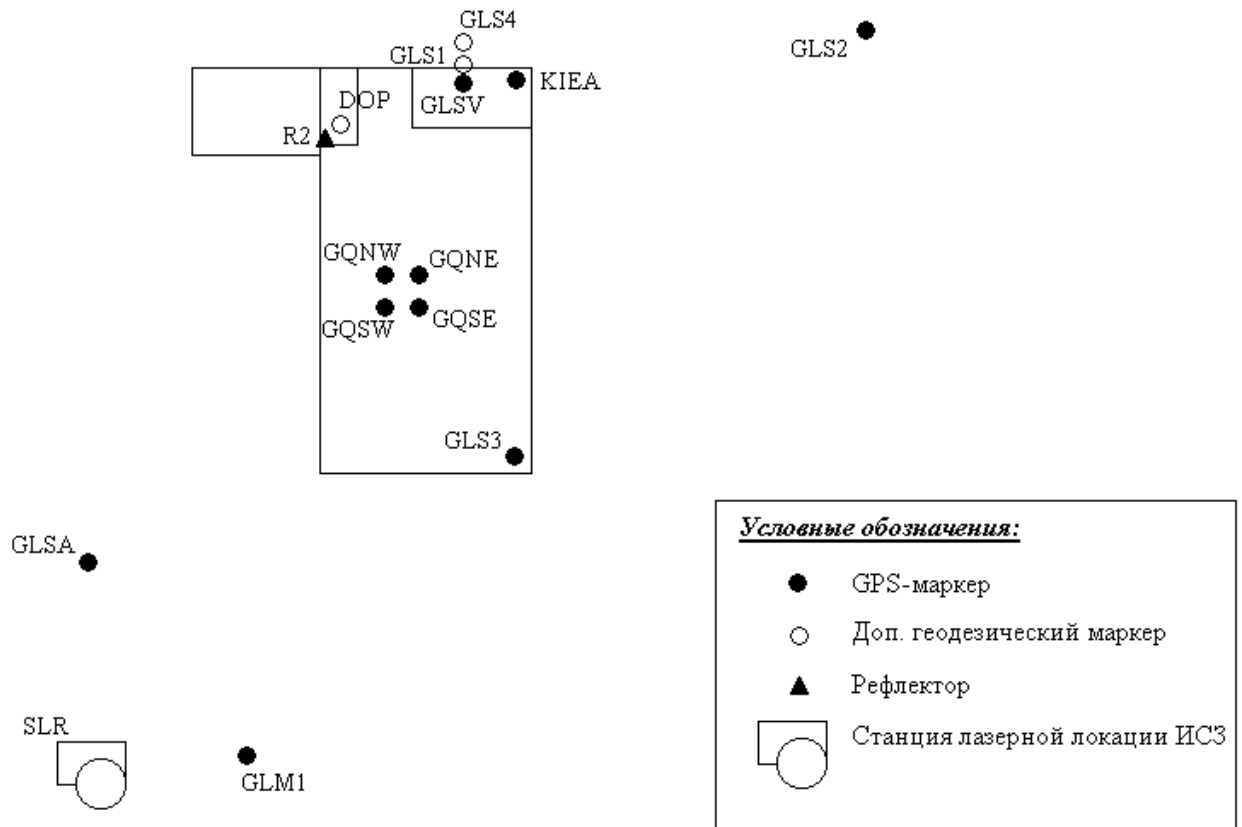 GLS4
GLS2
GLS1
KIEA
DOP
GLSV
R2
GQNW
GQNE
GQSW
GQSE
GLS3
GLSA
SLR
GLM1
Условные обозначения:
GPS-маркер
Доп. геодезический маркер
Рефлектор
Станция лазерной локации ИСЗ